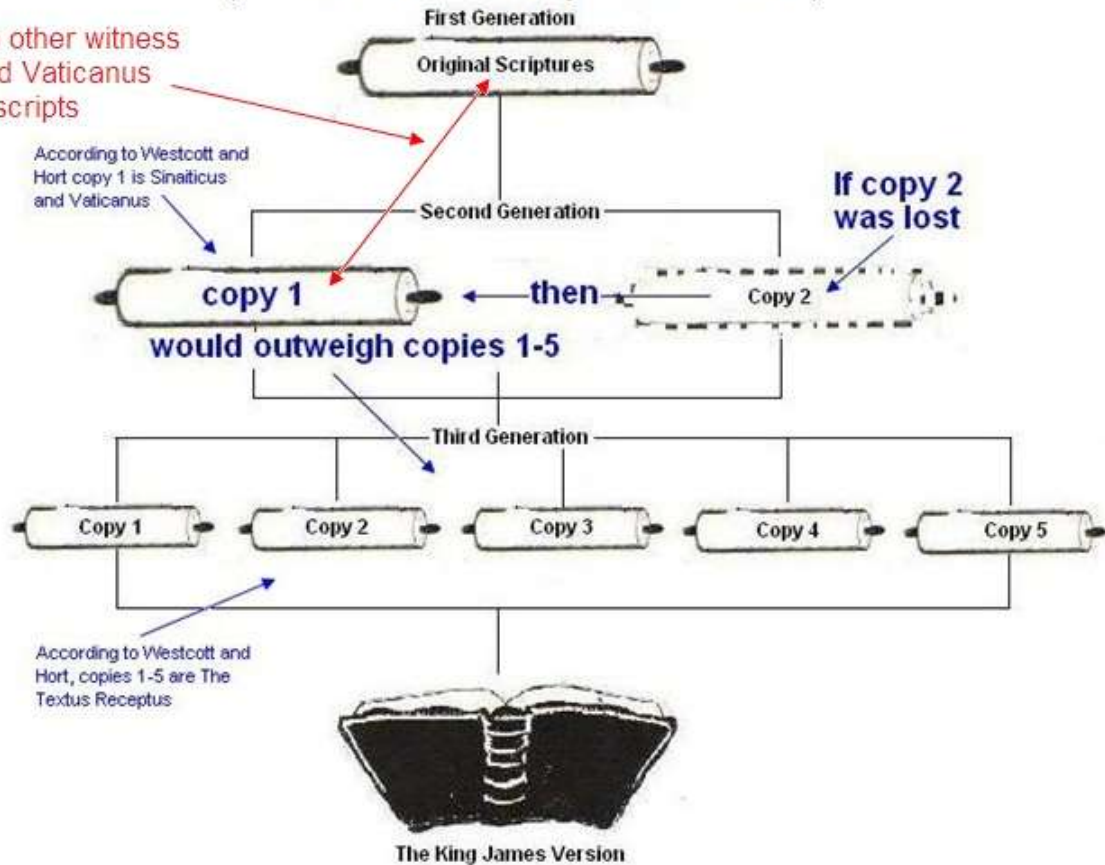 First Generation
other witness
Vaticanus
scripts
Original Scriptures
According to Westcott and
Hort copy 1 is Sinaiticus
and Vaticanus
If copy 2
was lost
Second Generation
copy 1
then
Copy 2
would outweigh copies 1-5
Third Generation
Copy 1
Copy 2
Copy 3
Copy 4
Copy 5
According to Westcott and
Hort, copies 1-5 are The
Textus Receptus
The King James Version